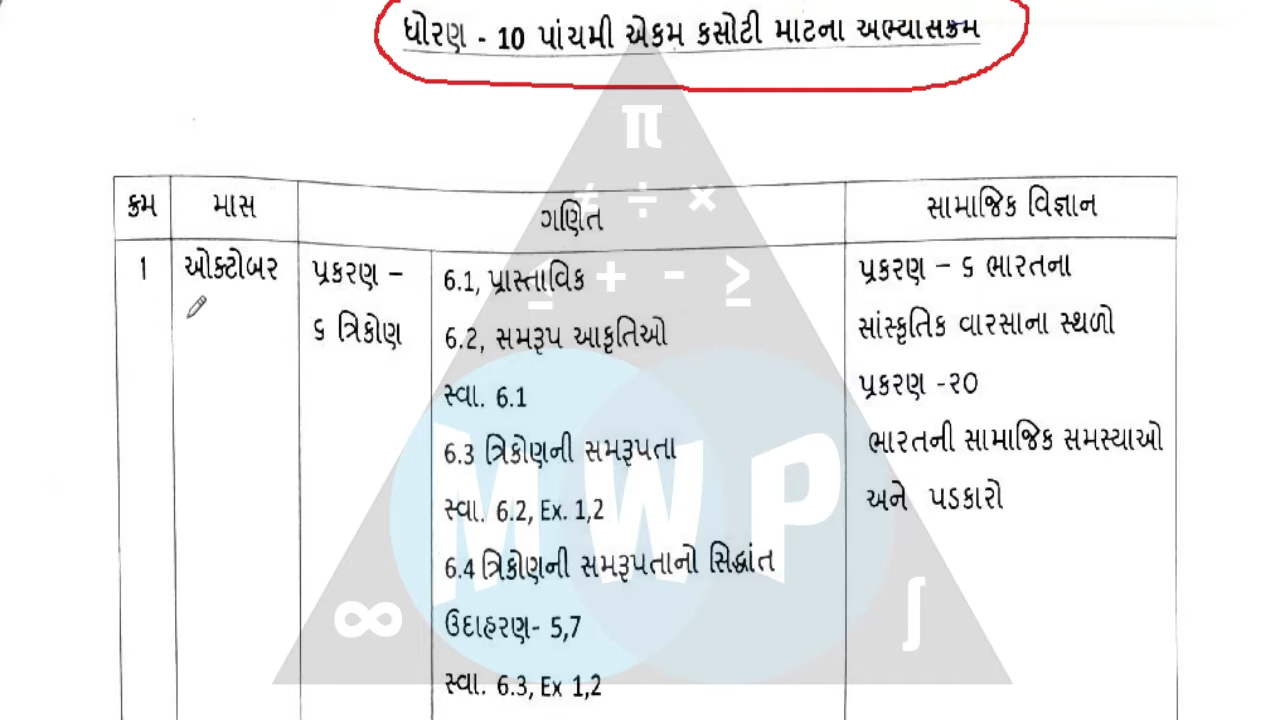 ધોરણ - 10 પાંચમી એકમ કસોટી માટના અભ્યાસક્રમ
π
≠ ÷ ×
ક્રમ માસ ગણિત સામાજિક વિજ્ઞાન
≤ + - ≥
1 ઓક્ટોબર પ્રકરણ – 6.1, પ્રાસ્તાવિક પ્રકરણ – ૬ ભારતના
૬ ત્રિકોણ 6.2, સમરૂપ આકૃતિઓ સાંસ્કૃતિક વારસાના સ્થળો
સ્વા. 6.1 પ્રકરણ -૨૦
6.3 ત્રિકોણની સમરૂપતા ભારતની સામાજિક સમસ્યાઓ
સ્વા. 6.2, Ex. 1,2 અને પડકારો
MWP
6.4 ત્રિકોણની સમરૂપતાનો સિદ્ધાંત
ઉદાહરણ- 5,7
∞ ∫
સ્વા. 6.3, Ex 1,2